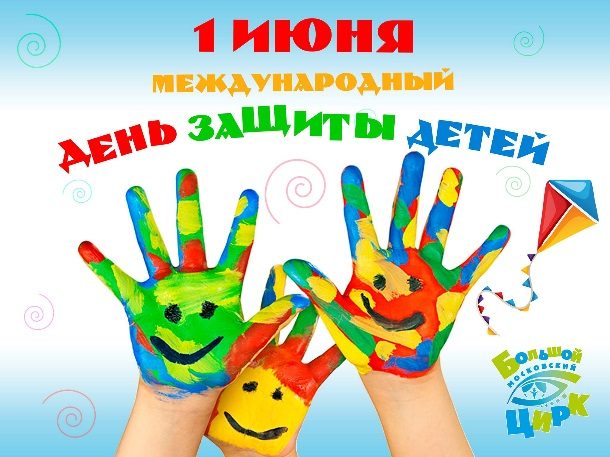 1 ИЮНЯ
МЕЖДУНАРОДНЫЙ
ДЕНЬ ЗАЩИТЫ ДЕТЕЙ
БОЛЬШОЙ
МОСКОВСКИЙ
ЦИРК